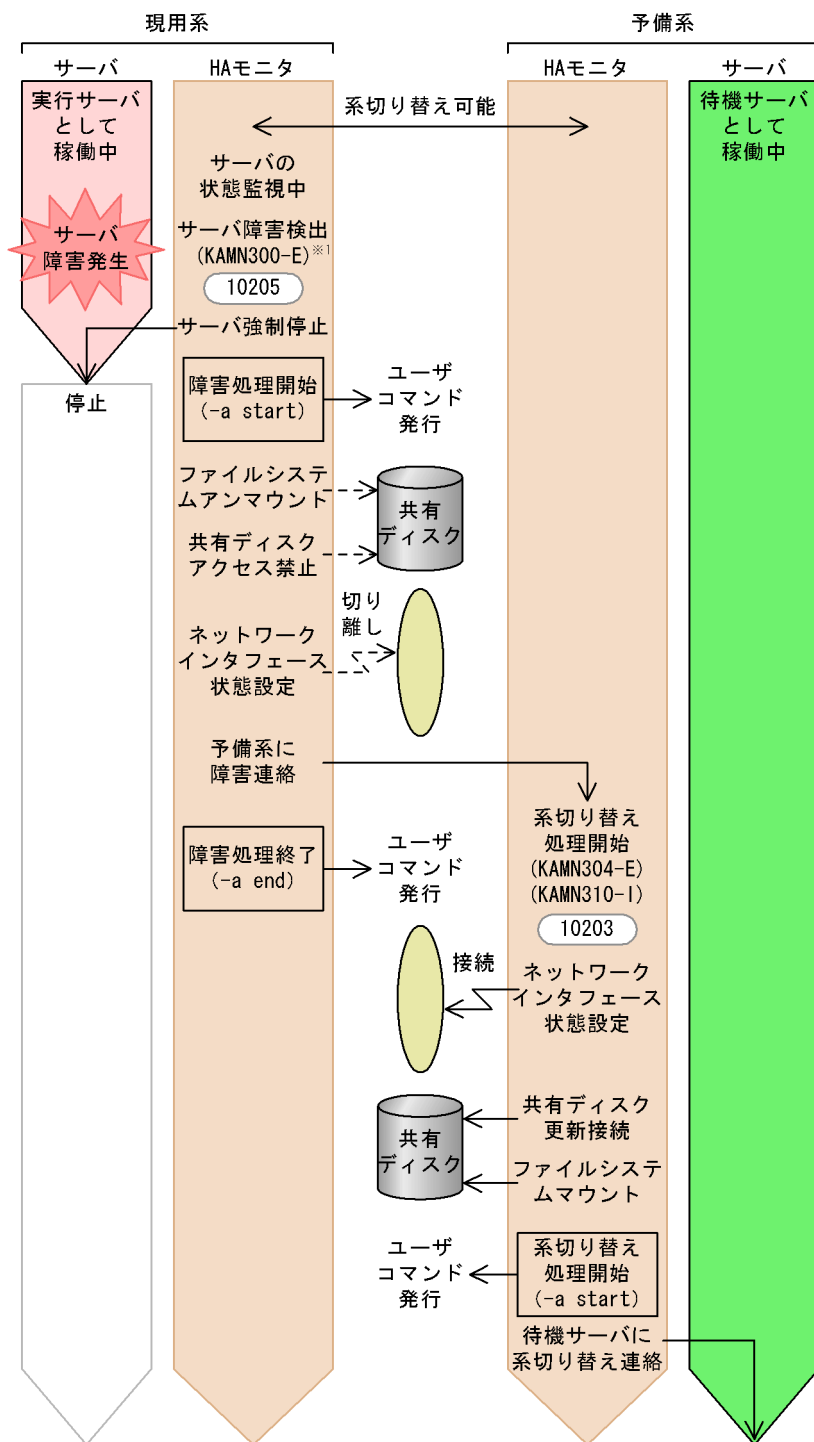 現用系
予備系
サーバ
HAモニタ
HAモニタ
サーバ
実行サーバ
として
稼働中
系切り替え可能
待機サーバ
として
稼働中
サーバの
状態監視中
サーバ
障害発生
サーバ障害検出
(KAMN300-E)※1
10205
サーバ強制停止
停止
障害処理開始
(-a start)
ユーザ
コマンド
発行
ファイルシステ
ムアンマウント
共有ディスク
アクセス禁止
共有
ディスク
切り
離し
ネットワーク
インタフェース
状態設定
予備系に
障害連絡
系切り替え
処理開始
(KAMN304-E)
(KAMN310-I)
10203
障害処理終了
(-a end)
ユーザ
コマンド
発行
接続
ネットワーク
インタフェース
状態設定
共有
ディスク
共有ディスク
更新接続
ファイルシステ
ムマウント
ユーザ
コマンド
発行
系切り替え
処理開始
(-a start)
待機サーバに
系切り替え連絡